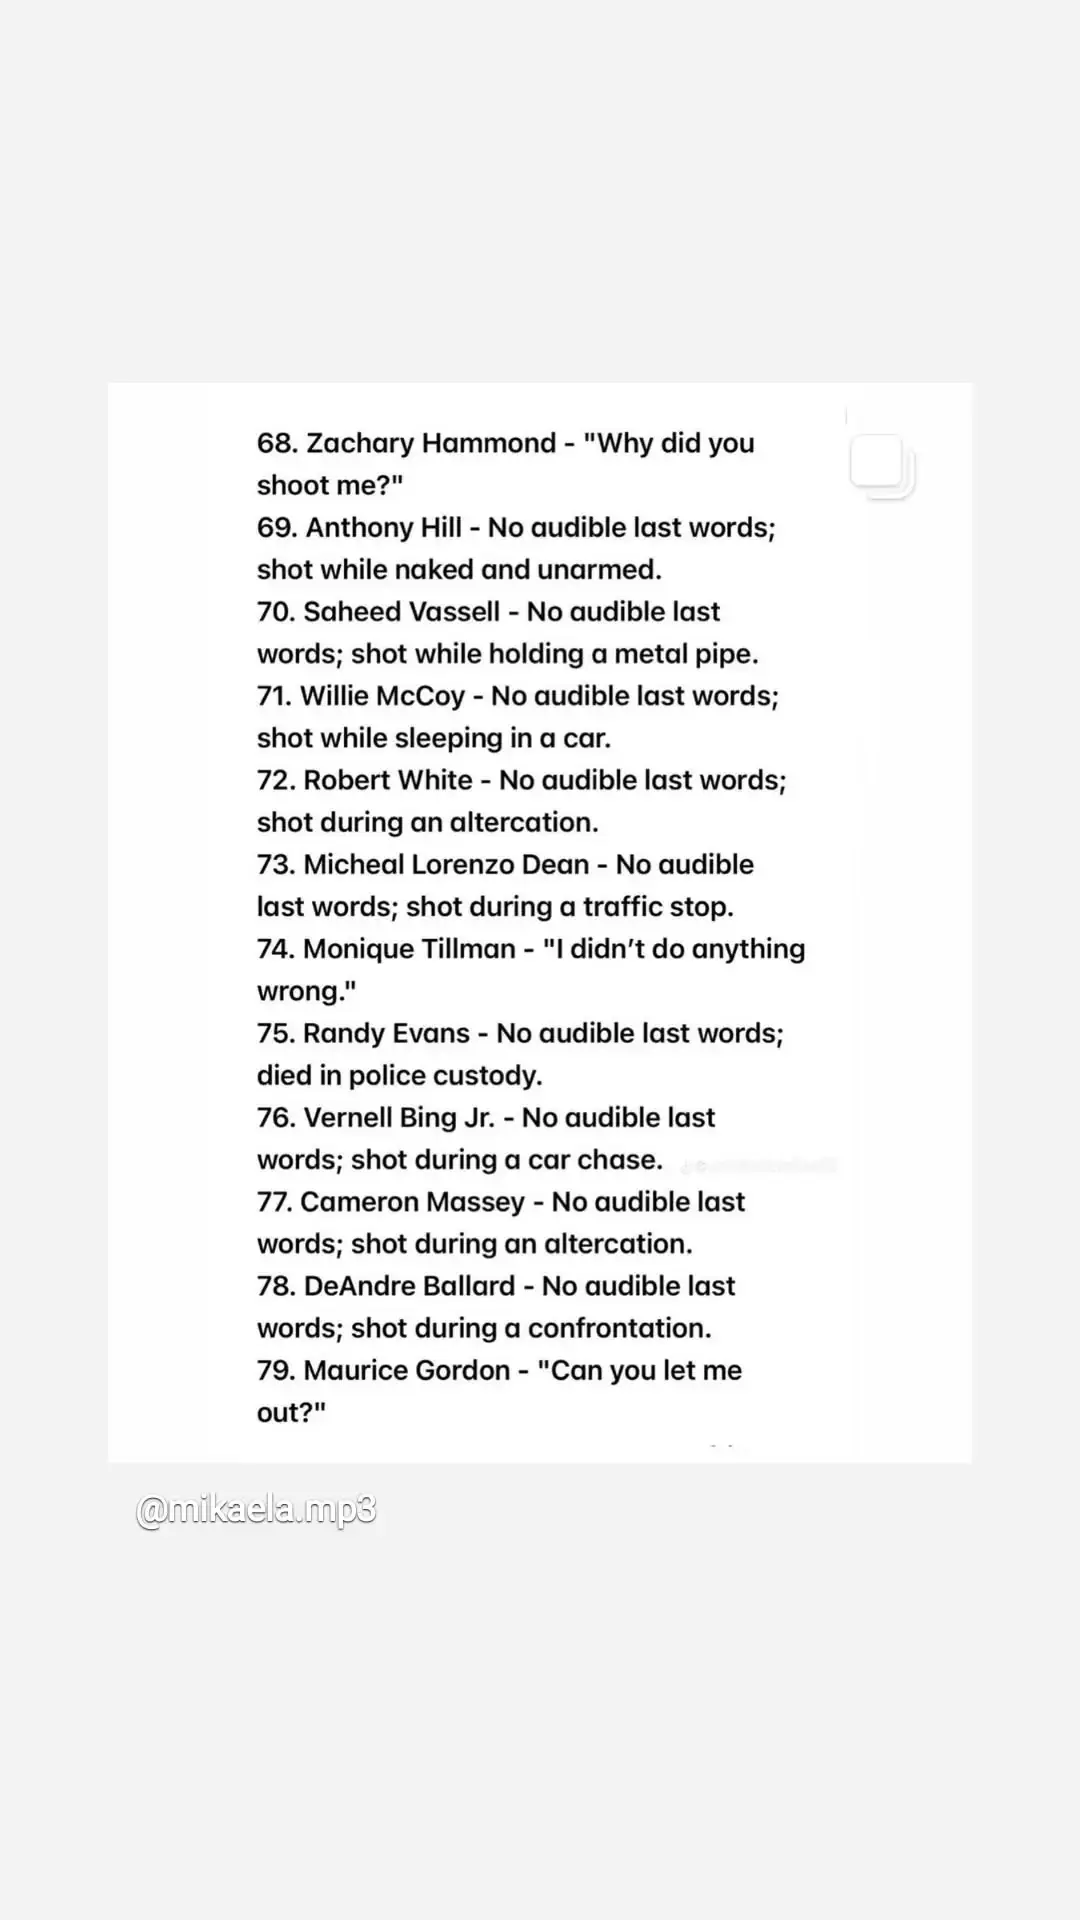 68. Zachary Hammond - "Why did you
shoot me?"
69. Anthony Hill - No audible last words;
shot while naked and unarmed.
70. Saheed Vassell - No audible last
words; shot while holding a metal pipe.
71. Willie McCoy - No audible last words;
shot while sleeping in a car.
72. Robert White - No audible last words;
shot during an altercation.
73. Micheal Lorenzo Dean - No audible
last words; shot during a traffic stop.
74. Monique Tillman - "I didn’t do anything
wrong."
75. Randy Evans - No audible last words;
died in police custody.
76. Vernell Bing Jr. - No audible last
words; shot during a car chase.
77. Cameron Massey - No audible last
words; shot during an altercation.
78. DeAndre Ballard - No audible last
words; shot during a confrontation.
79. Maurice Gordon - "Can you let me
out?"
@mikaela.mp3